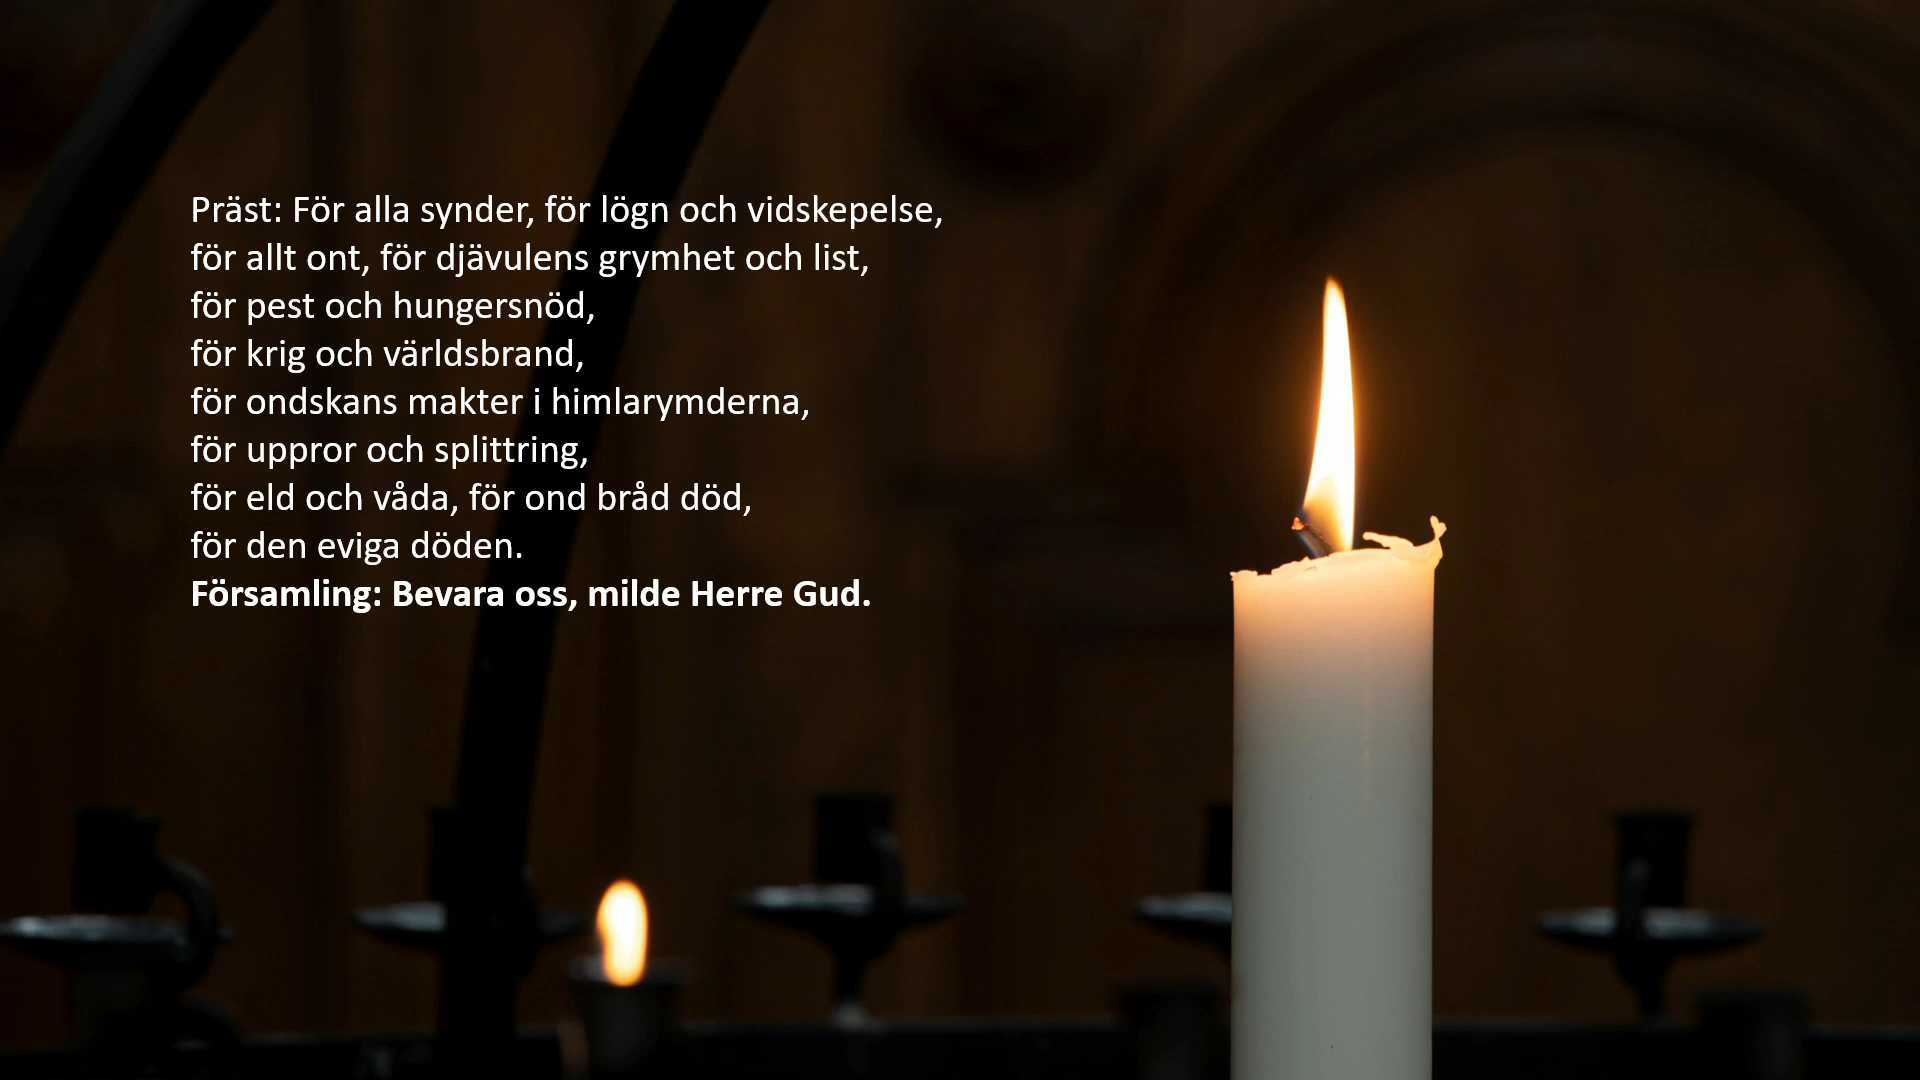 Präst: För alla synder, för lögn och vidskepelse,
för allt ont, för djävulens grymhet och list,
för pest och hungersnöd,
för krig och världsbrand,
för ondskans makter i himlarymderna,
för uppror och splittring,
för eld och våda, för ond bråd död,
för den eviga döden.
Församling: Bevara oss, milde Herre Gud.